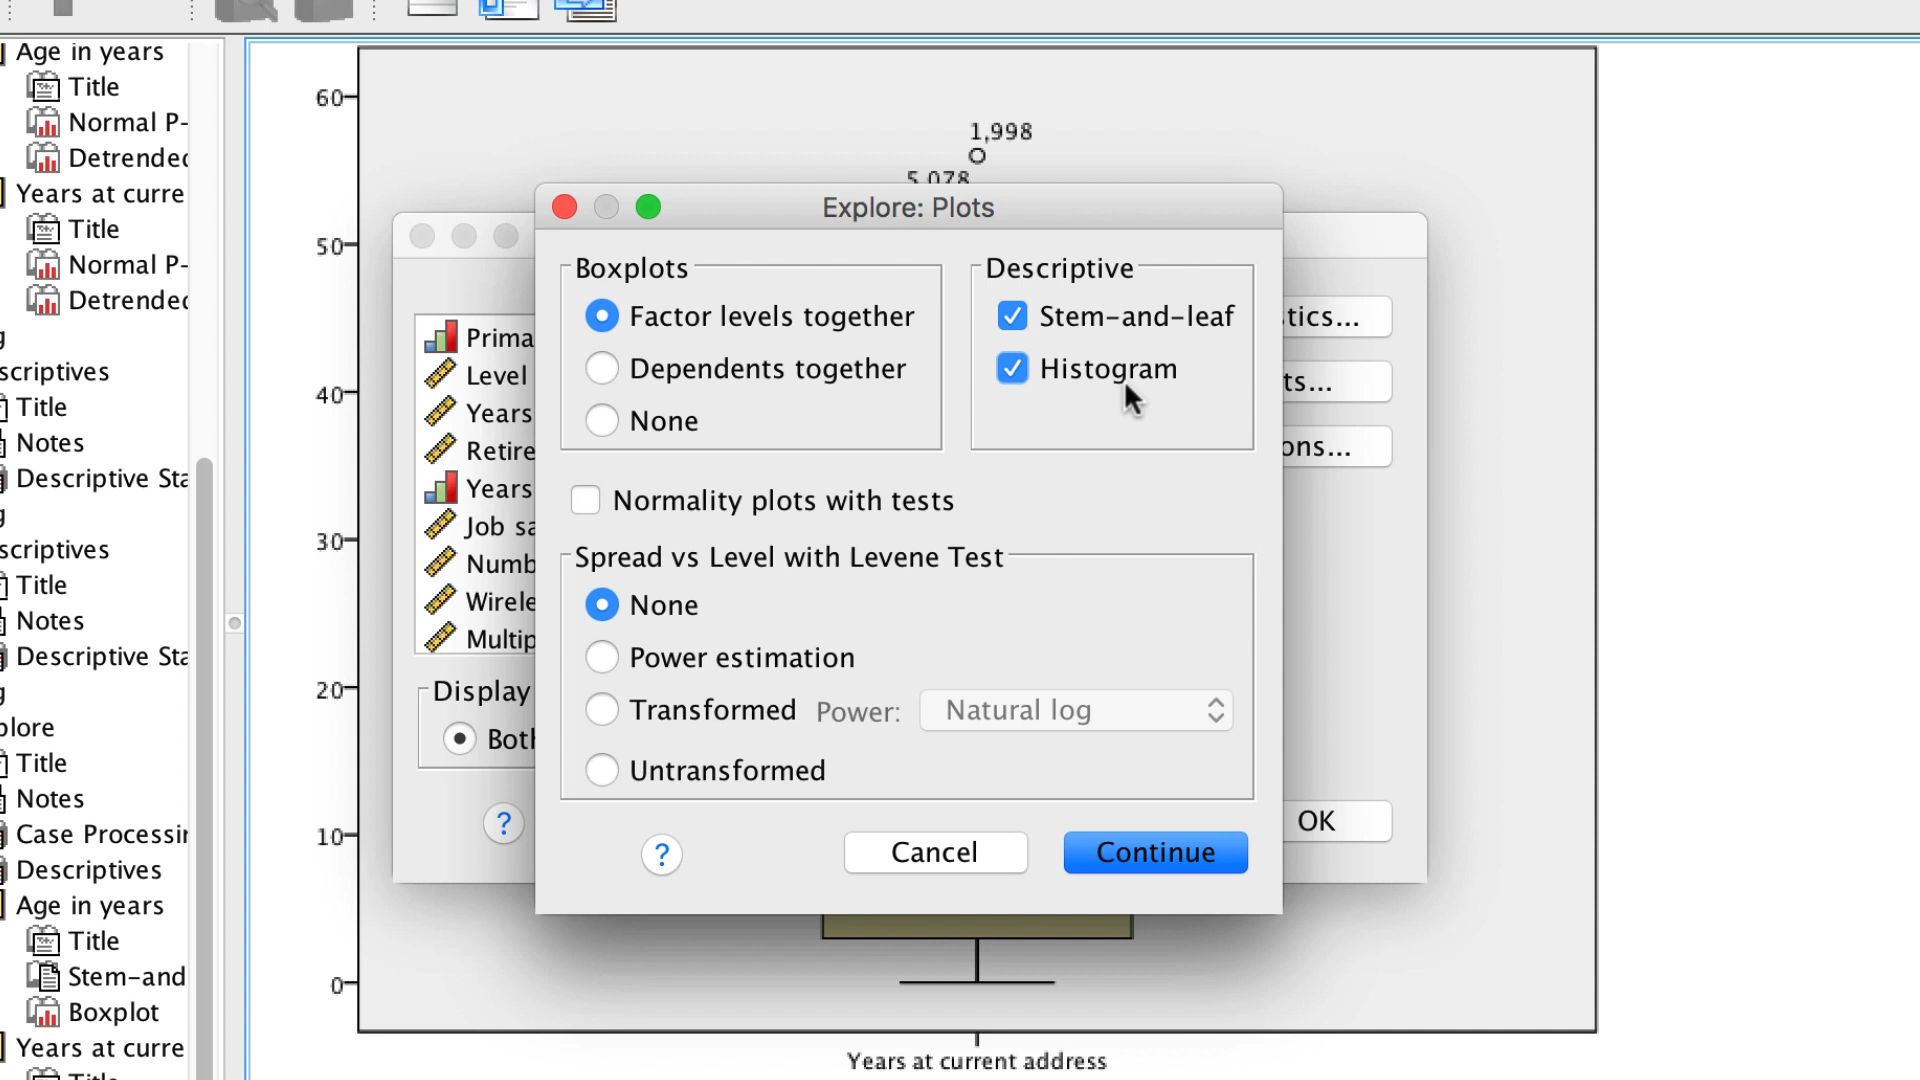 Age in years
Title
Normal P-
Detrended
Years at curre
Title
Normal P-
Detrended
scriptives
Title
Notes
Descriptive Sta
scriptives
Title
Notes
Descriptive Sta
plore
Title
Notes
Case Processin
Descriptives
Age in years
Title
Stem-and
Boxplot
Years at curre
60
50
40
30
20
10
0
1,998
5,078
Years at current address
Prima
Level
Years
Retire
Years
Job sa
Numb
Wirele
Multip
Display
Both
?
stics...
ts...
ons...
OK
Explore: Plots
Boxplots
Factor levels together
Dependents together
None
Descriptive
Stem-and-leaf
Histogram
Normality plots with tests
Spread vs Level with Levene Test
None
Power estimation
Transformed Power: Natural log
Untransformed
?
Cancel
Continue